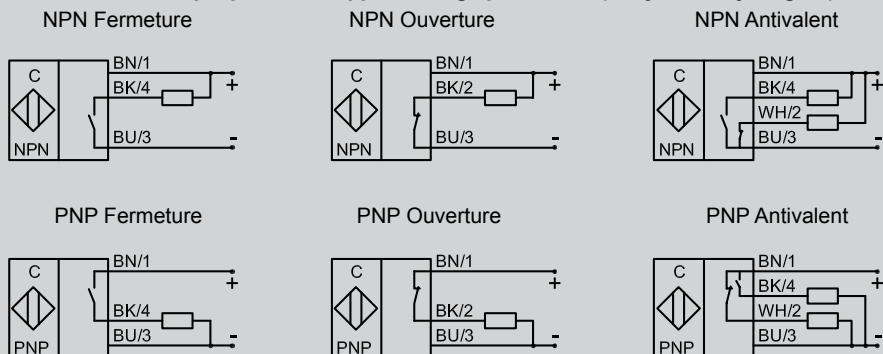 NPN Fermeture
C
NPN
BN/1
BK/4
BU/3
+
-
NPN Ouverture
C
NPN
BN/1
BK/2
BU/3
+
-
NPN Antivalent
C
NPN
BN/1
BK/4
WH/2
BU/3
+
-
PNP Fermeture
C
PNP
BN/1
BK/4
BU/3
+
-
PNP Ouverture
C
PNP
BN/1
BK/2
BU/3
+
-
PNP Antivalent
C
PNP
BN/1
BK/4
WH/2
BU/3
+
-